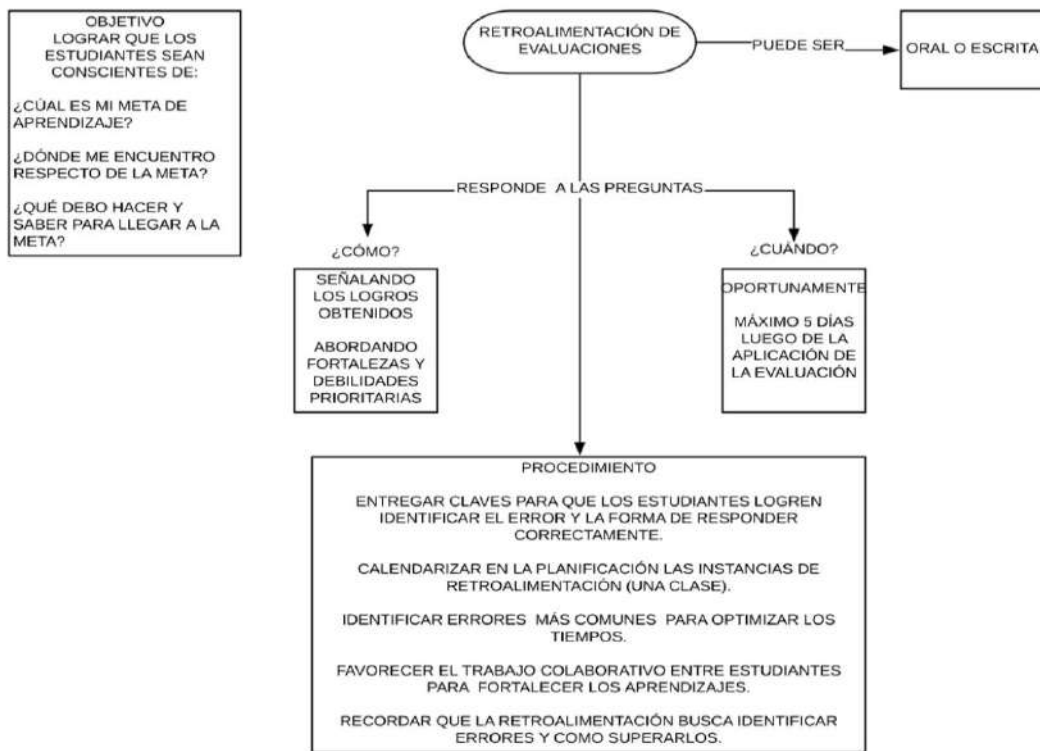 OBJETIVO
LOGRAR QUE LOS
ESTUDIANTES SEAN
CONSCIENTES DE:
¿CÚAL ES MI META DE
APRENDIZAJE?
¿DÓNDE ME ENCUENTRO
RESPECTO DE LA META?
¿QUÉ DEBO HACER Y
SABER PARA LLEGAR A LA
META?
RETROALIMENTACIÓN DE
EVALUACIONES
PUEDE SER
ORAL O ESCRITA
RESPONDE A LAS PREGUNTAS
¿CÓMO?
SEÑALANDO
LOS LOGROS
OBTENIDOS
ABORDANDO
FORTALEZAS Y
DEBILIDADES
PRIORITARIAS
¿CUÁNDO?
OPORTUNAMENTE
MÁXIMO 5 DÍAS
LUEGO DE LA
APLICACIÓN DE
LA EVALUACIÓN
PROCEDIMIENTO
ENTREGAR CLAVES PARA QUE LOS ESTUDIANTES LOGREN
IDENTIFICAR EL ERROR Y LA FORMA DE RESPONDER
CORRECTAMENTE.
CALENDARIZAR EN LA PLANIFICACIÓN LAS INSTANCIAS DE
RETROALIMENTACIÓN (UNA CLASE).
IDENTIFICAR ERRORES MÁS COMUNES PARA OPTIMIZAR LOS
TIEMPOS.
FAVORECER EL TRABAJO COLABORATIVO ENTRE ESTUDIANTES
PARA FORTALECER LOS APRENDIZAJES.
RECORDAR QUE LA RETROALIMENTACIÓN BUSCA IDENTIFICAR
ERRORES Y COMO SUPERARLOS.